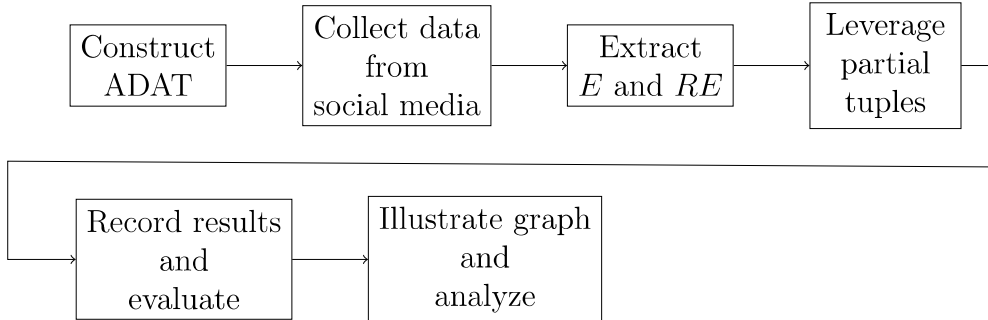 Construct
ADAT
Collect data
from
social media
Extract
E and RE
Leverage
partial
tuples
Record results
and
evaluate
Illustrate graph
and
analyze